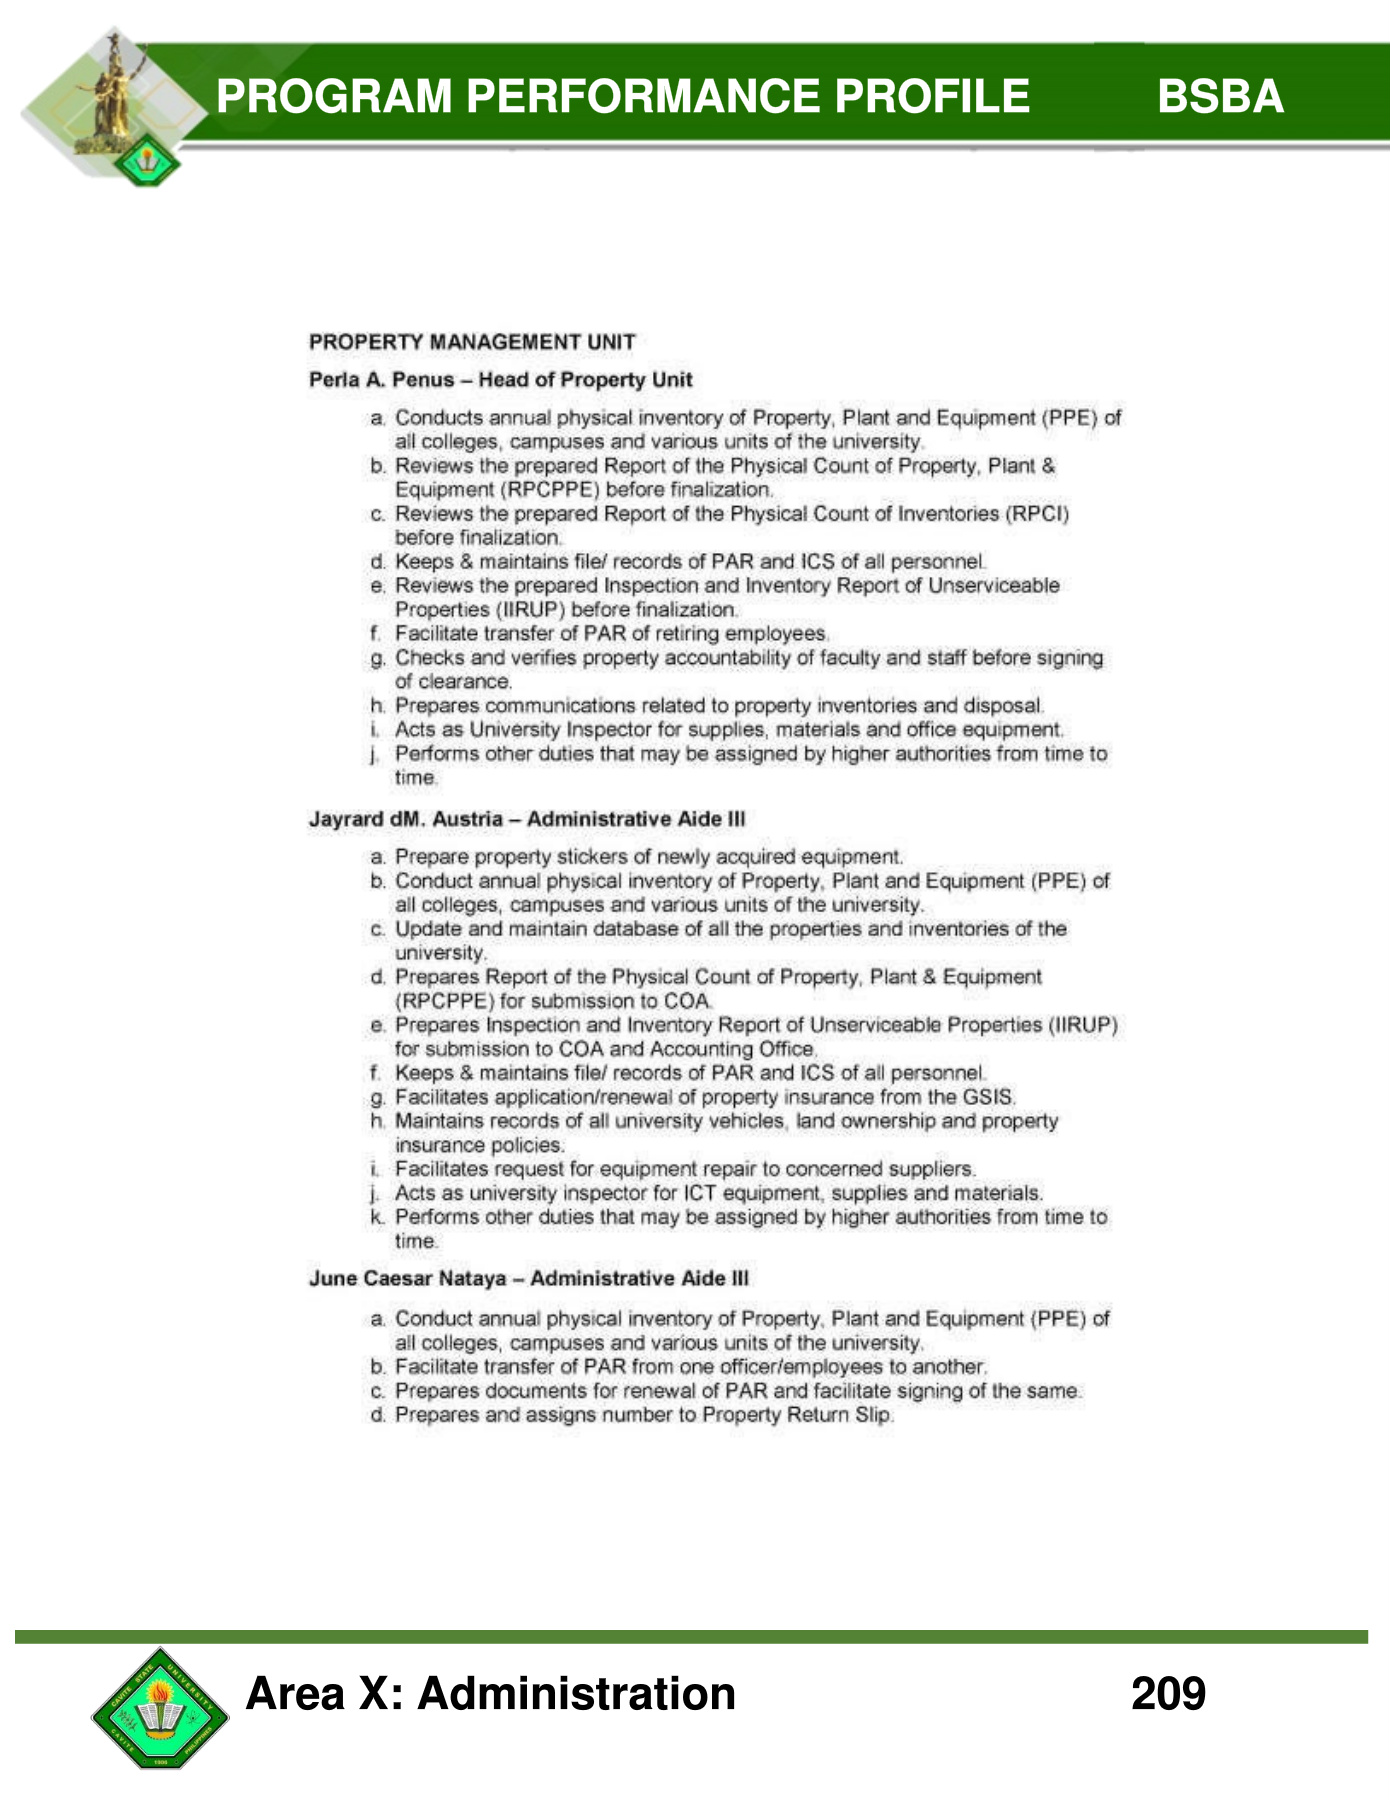 PROGRAM PERFORMANCE PROFILE BSBA
PROPERTY MANAGEMENT UNIT
Perla A. Penus – Head of Property Unit
a. Conducts annual physical inventory of Property, Plant and Equipment (PPE) of
all colleges, campuses and various units of the university.
b. Reviews the prepared Report of the Physical Count of Property, Plant &
Equipment (RPCPPE) before finalization.
c. Reviews the prepared Report of the Physical Count of Inventories (RPCI)
before finalization.
d. Keeps & maintains file/ records of PAR and ICS of all personnel.
e. Reviews the prepared Inspection and Inventory Report of Unserviceable
Properties (IIRUP) before finalization.
f. Facilitate transfer of PAR of retiring employees.
g. Checks and verifies property accountability of faculty and staff before signing
of clearance.
h. Prepares communications related to property inventories and disposal.
i. Acts as University Inspector for supplies, materials and office equipment.
j. Performs other duties that may be assigned by higher authorities from time to
time.
Jayrard dM. Austria – Administrative Aide III
a. Prepare property stickers of newly acquired equipment.
b. Conduct annual physical inventory of Property, Plant and Equipment (PPE) of
all colleges, campuses and various units of the university.
c. Update and maintain database of all the properties and inventories of the
university.
d. Prepares Report of the Physical Count of Property, Plant & Equipment
(RPCPPE) for submission to COA.
e. Prepares Inspection and Inventory Report of Unserviceable Properties (IIRUP)
for submission to COA and Accounting Office.
f. Keeps & maintains file/ records of PAR and ICS of all personnel.
g. Facilitates application/renewal of property insurance from the GSIS.
h. Maintains records of all university vehicles, land ownership and property
insurance policies.
i. Facilitates request for equipment repair to concerned suppliers.
j. Acts as university inspector for ICT equipment, supplies and materials.
k. Performs other duties that may be assigned by higher authorities from time to
time.
June Caesar Nataya – Administrative Aide III
a. Conduct annual physical inventory of Property, Plant and Equipment (PPE) of
all colleges, campuses and various units of the university.
b. Facilitate transfer of PAR from one officer/employees to another.
c. Prepares documents for renewal of PAR and facilitate signing of the same.
d. Prepares and assigns number to Property Return Slip.
CAVITE STATE UNIVERSITY
CAVITE 1906 PHILIPPINES
Area X: Administration 209